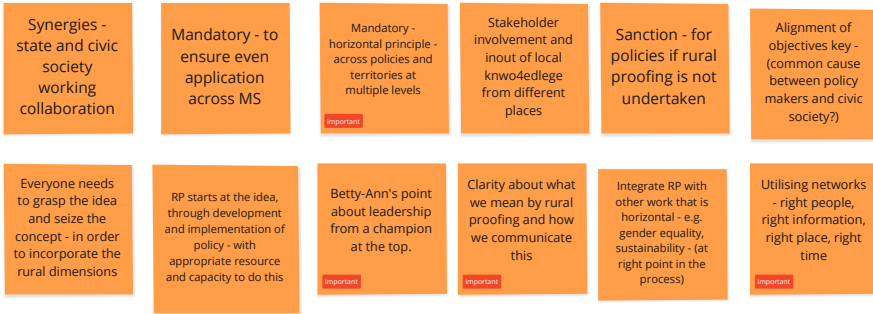 Synergies -
state and civic
society
working
collaboration
Mandatory - to
ensure even
application
across MS
Mandatory -
horizontal principle -
across policies and
territories at
multiple levels
important
Stakeholder
involvement and
inout of local
knwo4edlege
from different
places
Sanction - for
policies if rural
proofing is not
undertaken
Alignment of
objectives key -
(common cause
between policy
makers and civic
society?)
Everyone needs
to grasp the idea
and seize the
concept - in order
to incorporate the
rural dimensions
RP starts at the idea,
through development
and implementation of
policy - with
appropriate resource
and capacity to do this
Betty-Ann's point
about leadership
from a champion
at the top.
important
Clarity about what
we mean by rural
proofing and how
we communicate
this
important
Integrate RP with
other work that is
horizontal - e.g.
gender equality,
sustainability - (at
right point in the
process)
Utilising networks
- right people,
right information,
right place, right
time
important